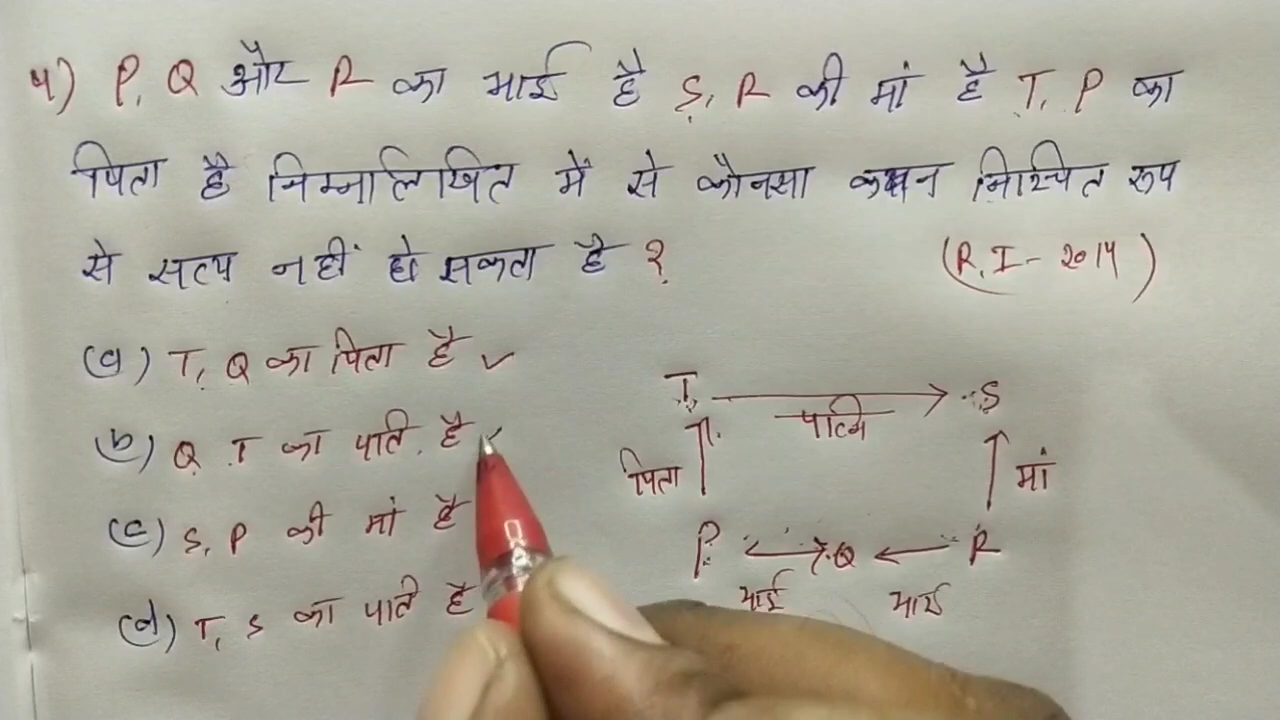 4) P, Q और R का भाई है S, R की मां है T, P का
पिता है निम्नलिखित में से कौनसा कथन निश्चित रूप
से सत्य नहीं हो सकता है ?
(R.I - 2014)
(a) T, Q का पिता है ✓
(b) Q T का पति है
(c) S, P की मां है
(d) T, S का पति है
T → S
पत्नि
पिता मां
P Q R
भाई भाई